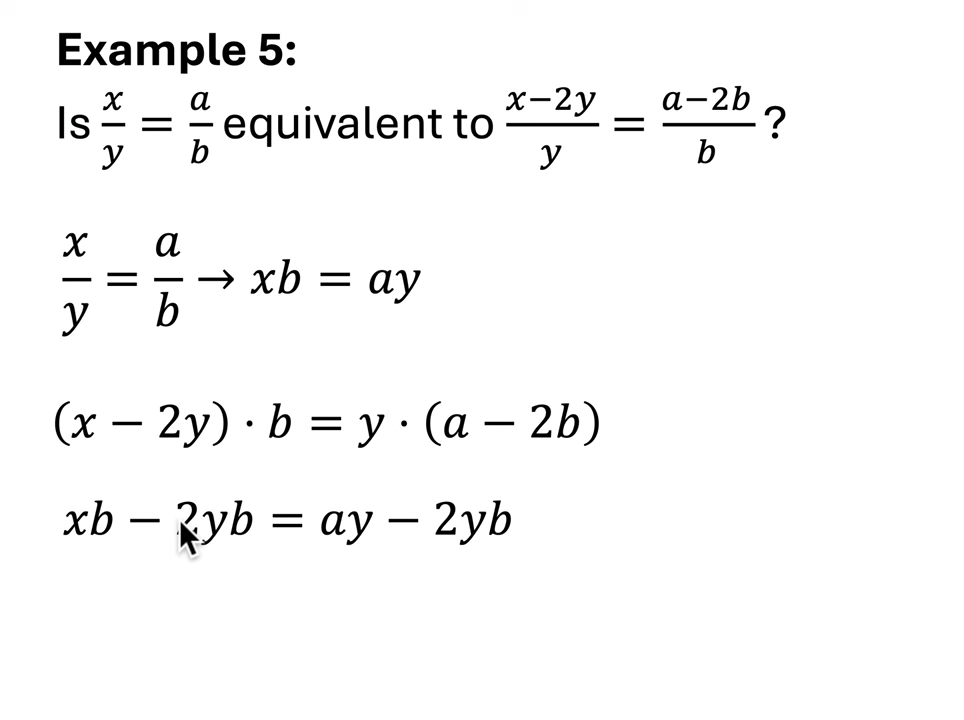 Example 5:
Is x/y = a/b equivalent to (x−2y)/y = (a−2b)/b ?
x/y = a/b → xb = ay
(x − 2y) · b = y · (a − 2b)
xb − 2yb = ay − 2yb